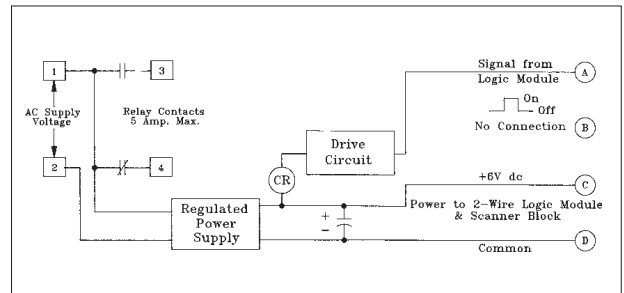 Signal from
Logic Module
A
1
3
On
Off
AC Supply
Voltage
Relay Contacts
5 Amp. Max.
No Connection
B
Drive
Circuit
2
4
CR
+6V dc
C
Regulated
Power
Supply
+
-
Power to 2-Wire Logic Module
& Scanner Block
Common
D